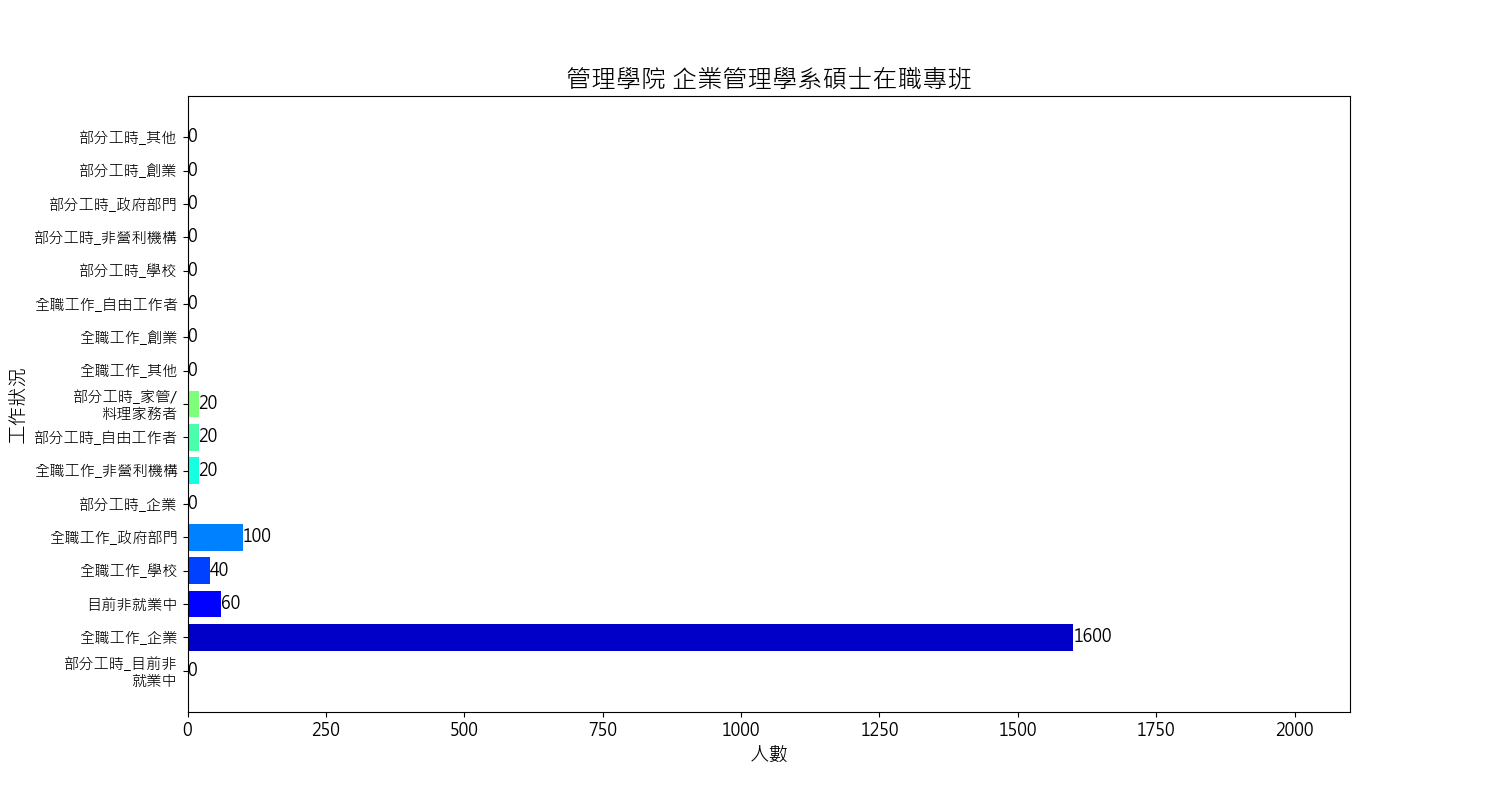 管理學院 企業管理學系碩士在職專班
部分工時_其他 0
部分工時_創業 0
部分工時_政府部門 0
部分工時_非營利機構 0
部分工時_學校 0
全職工作_自由工作者 0
全職工作_創業 0
全職工作_其他 0
部分工時_家管/
料理家務者 20
部分工時_自由工作者 20
全職工作_非營利機構 20
部分工時_企業 0
全職工作_政府部門 100
全職工作_學校 40
目前非就業中 60
全職工作_企業 1600
部分工時_目前非
就業中 0
工作狀況
0 250 500 750 1000 1250 1500 1750 2000
人數